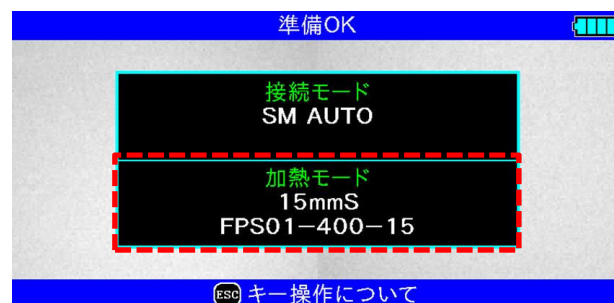 準備OK
接続モード
SM AUTO
加熱モード
15mmS
FPS01-400-15
ESC キー操作について